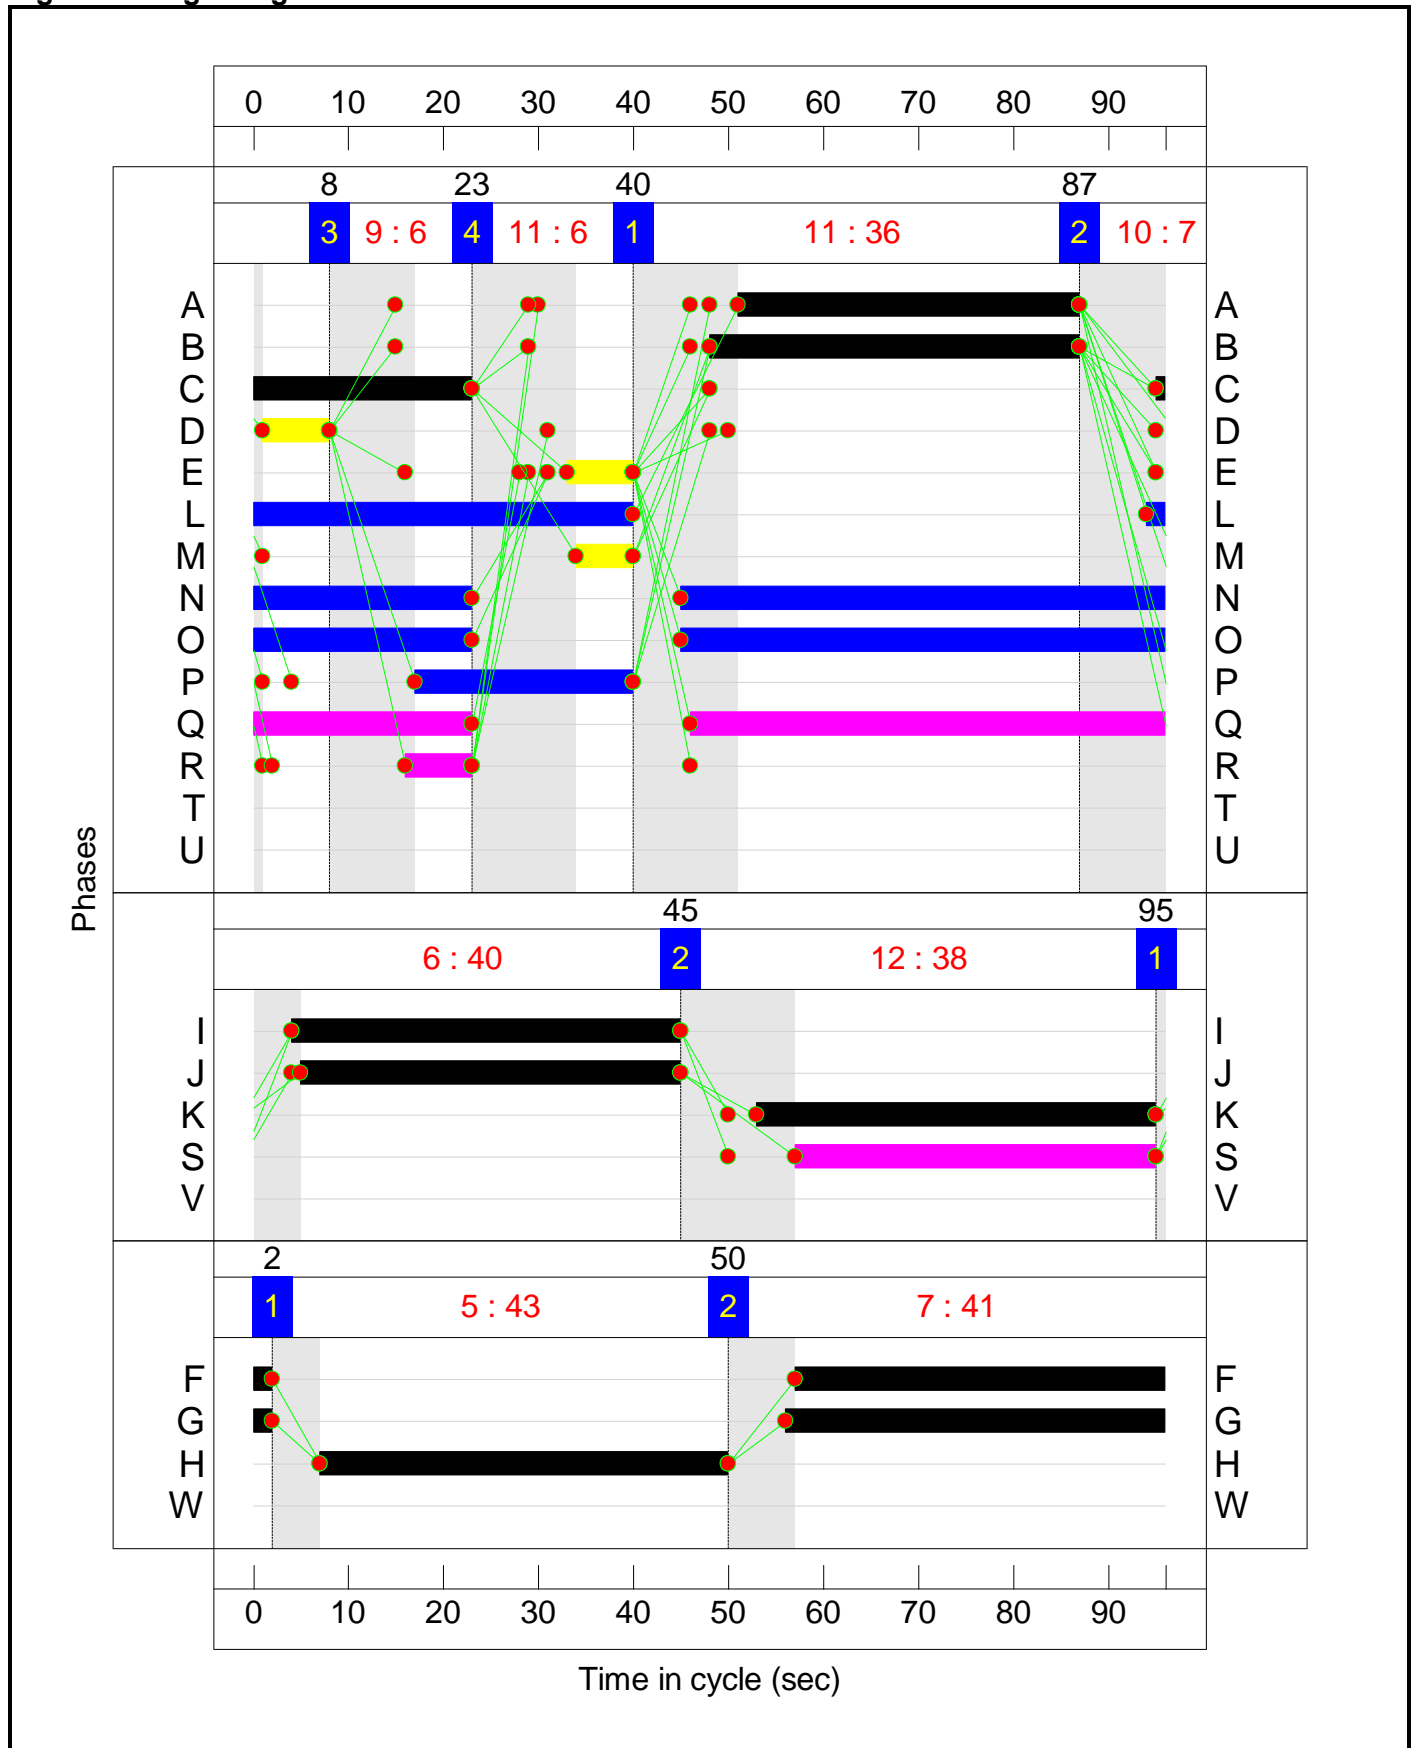 0 10 20 30 40 50 60 70 80 90
8 23 40 87
3 9 : 6 4 11 : 6 1 11 : 36 2 10 : 7
A A
B B
C C
D D
E E
L L
M M
N N
O O
P P
Q Q
R R
T T
U U
Phases
45 95
6 : 40 2 12 : 38 1
I I
J J
K K
S S
V V
2 50
1 5 : 43 2 7 : 41
F F
G G
H H
W W
0 10 20 30 40 50 60 70 80 90
Time in cycle (sec)